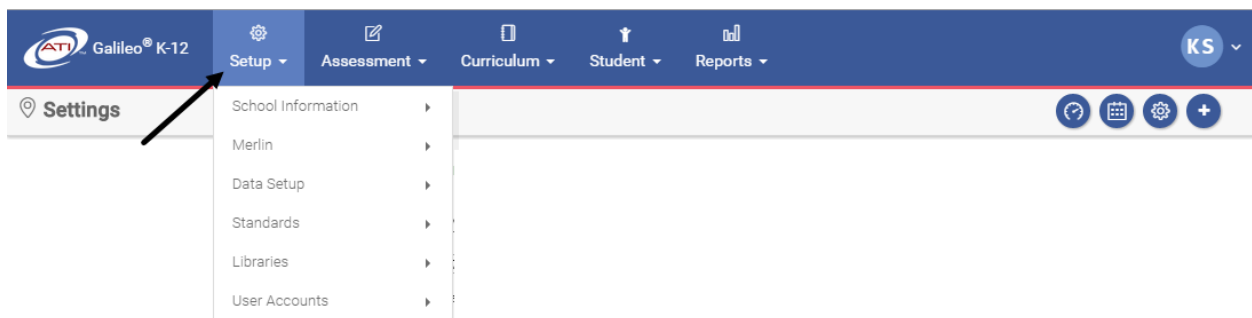 ATI Galileo® K-12
Setup
Assessment
Curriculum
Student
Reports
KS
Settings
School Information
Merlin
Data Setup
Standards
Libraries
User Accounts